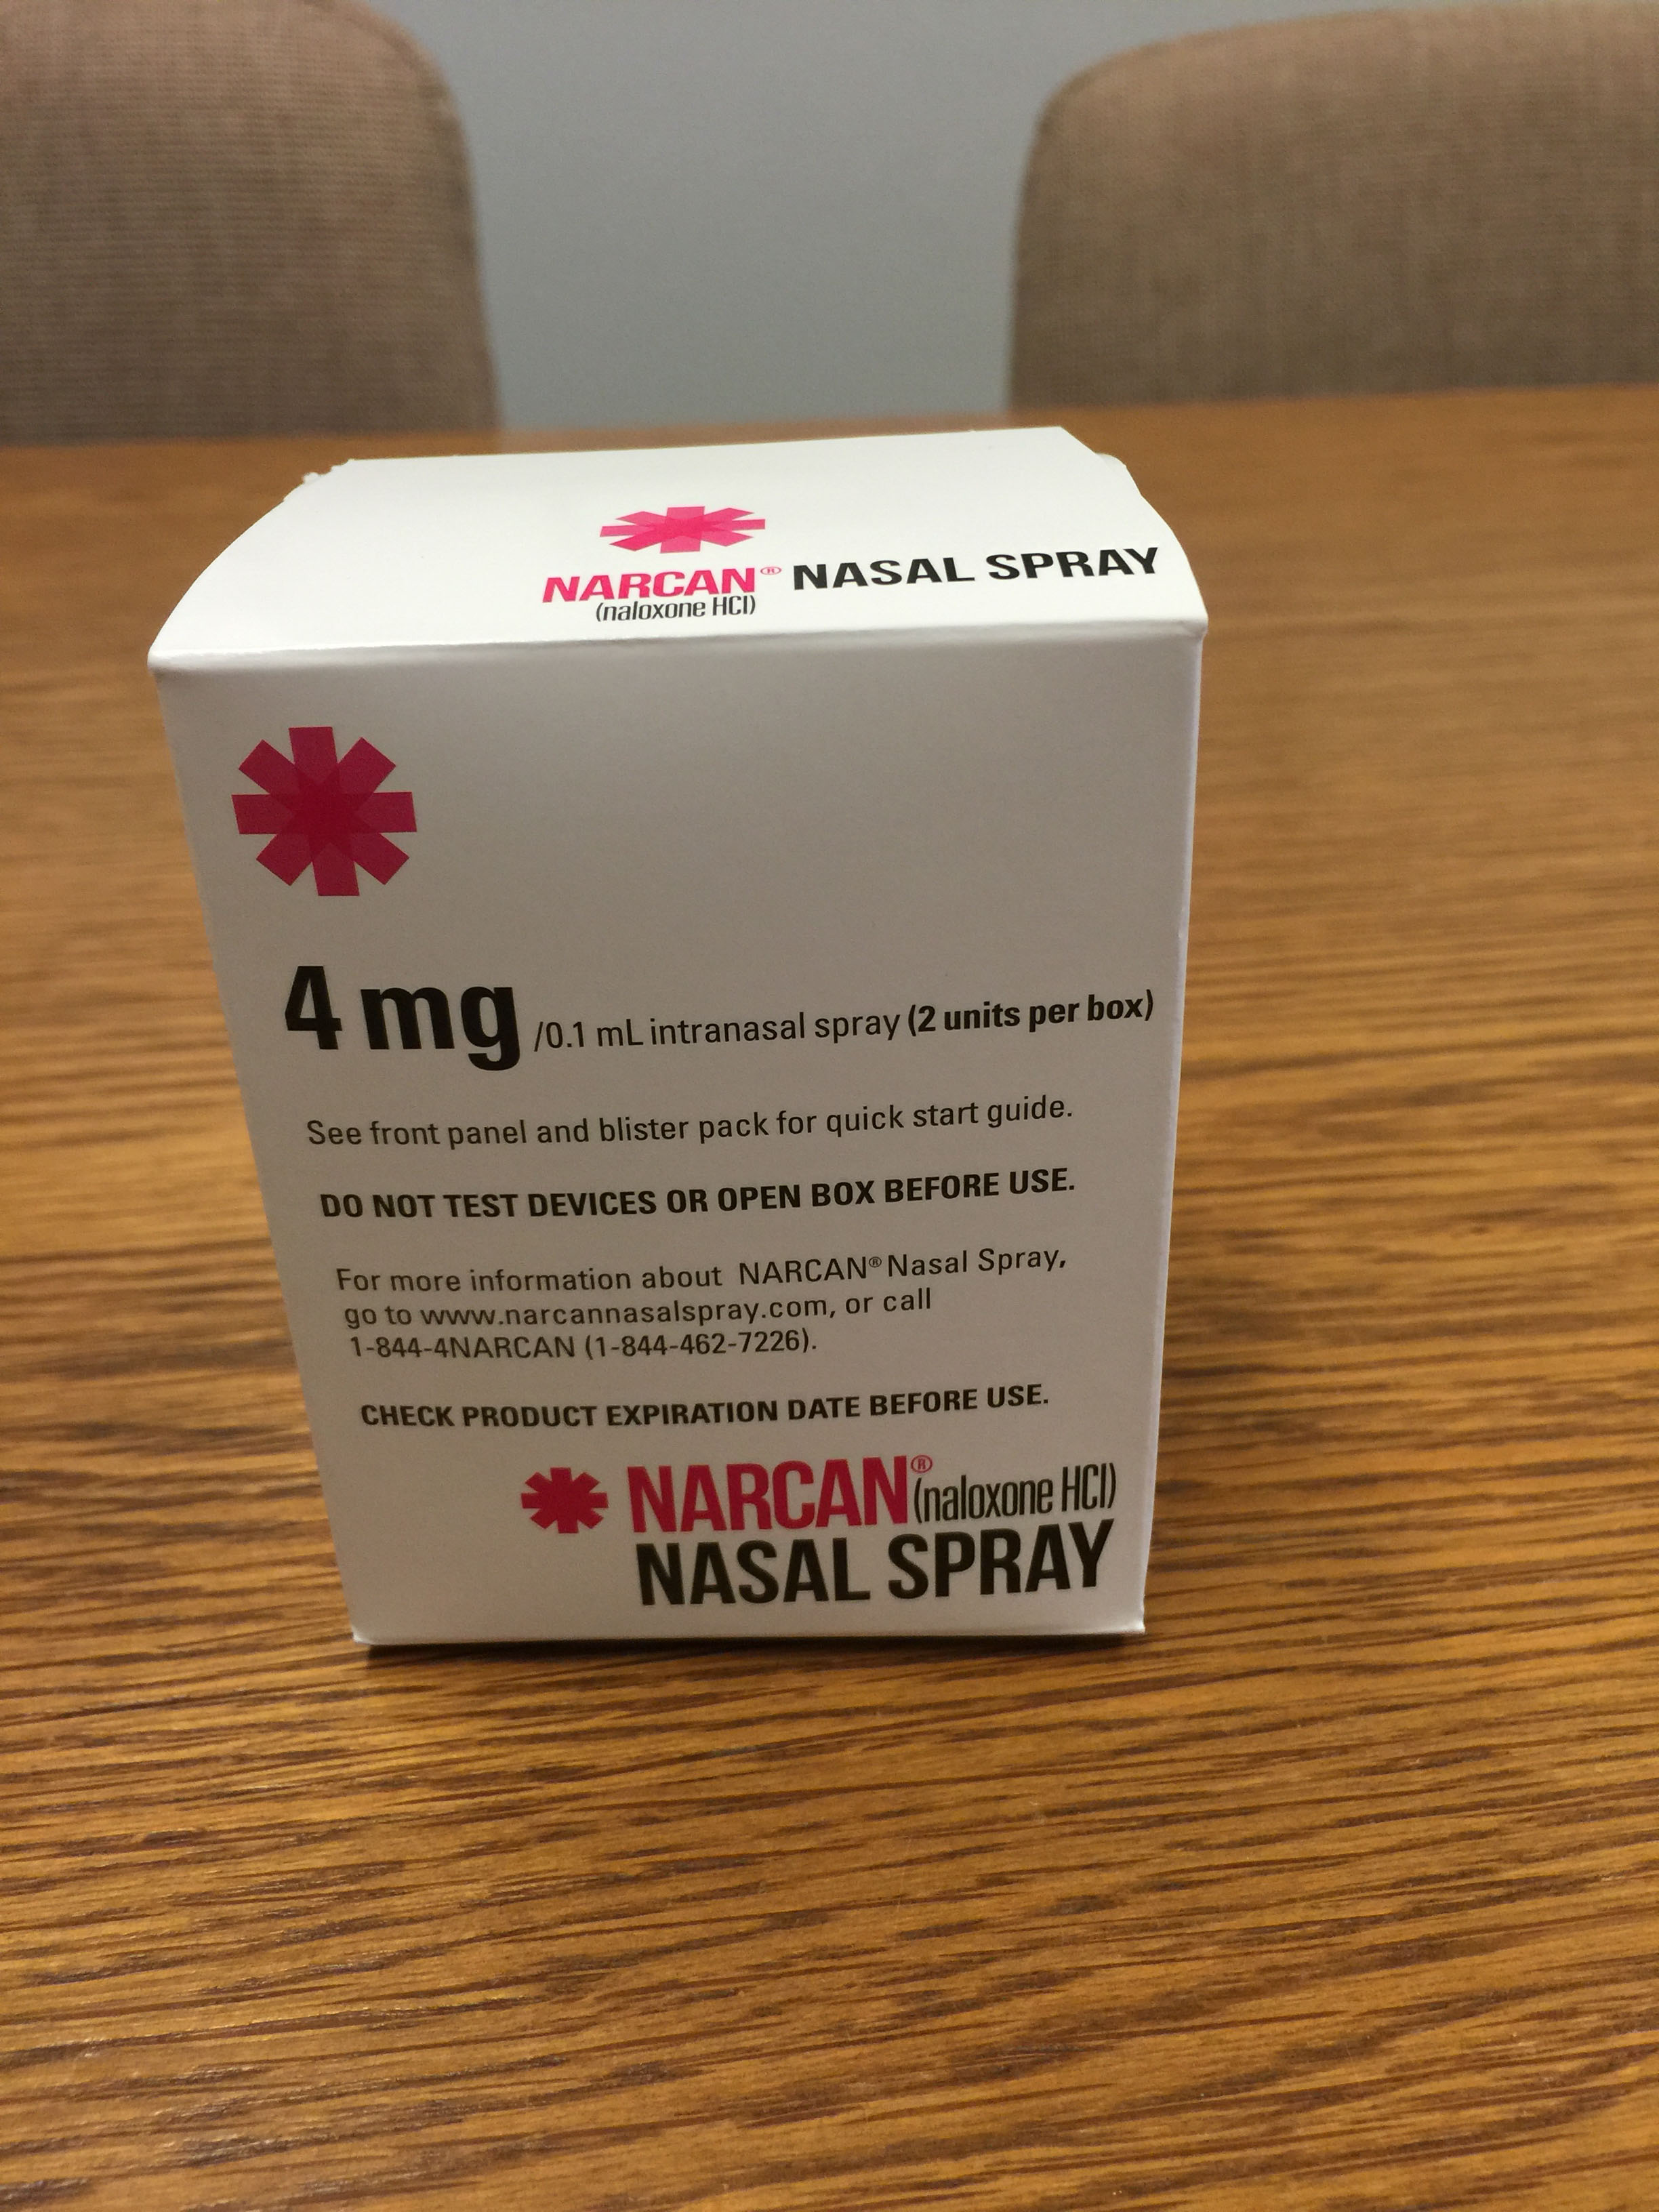 NARCAN® NASAL SPRAY
(naloxone HCl)
4 mg /0.1 mL intranasal spray (2 units per box)
See front panel and blister pack for quick start guide.
DO NOT TEST DEVICES OR OPEN BOX BEFORE USE.
For more information about NARCAN® Nasal Spray,
go to www.narcannasalspray.com, or call
1-844-4NARCAN (1-844-462-7226).
CHECK PRODUCT EXPIRATION DATE BEFORE USE.
NARCAN® (naloxone HCl)
NASAL SPRAY